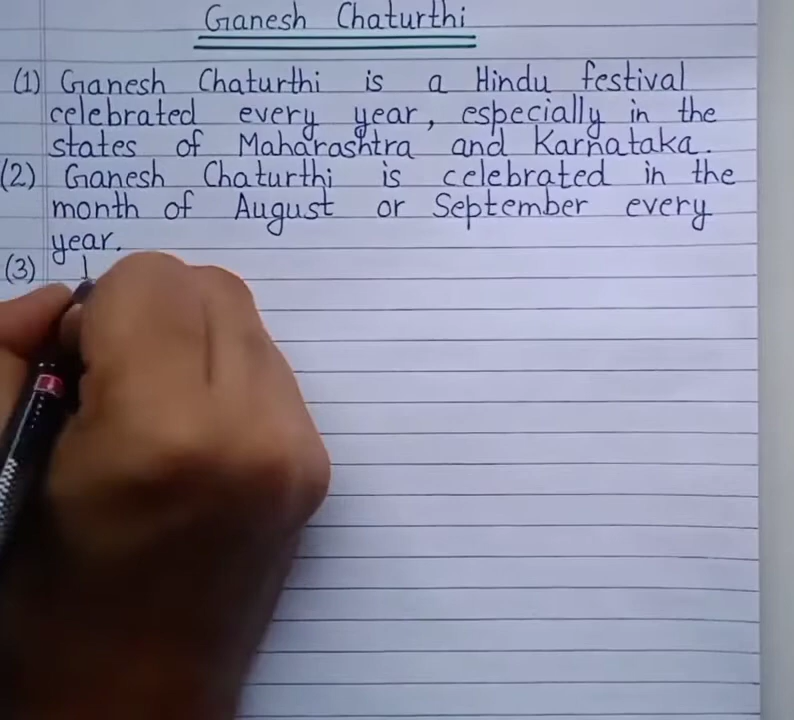 Ganesh Chaturthi
(1) Ganesh Chaturthi is a Hindu festival
celebrated every year, especially in the
states of Maharashtra and Karnataka.
(2) Ganesh Chaturthi is celebrated in the
month of August or September every
year.
(3)